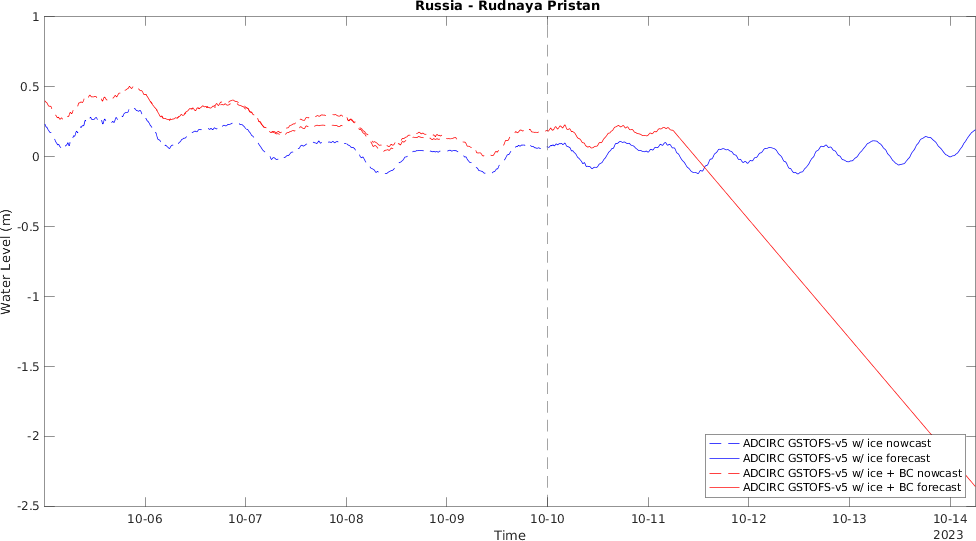 Russia - Rudnaya Pristan
1
0.5
0
-0.5
-1
-1.5
-2
-2.5
Water Level (m)
ADCIRC GSTOFS-v5 w/ ice nowcast
ADCIRC GSTOFS-v5 w/ ice forecast
ADCIRC GSTOFS-v5 w/ ice + BC nowcast
ADCIRC GSTOFS-v5 w/ ice + BC forecast
10-06 10-07 10-08 10-09 10-10 10-11 10-12 10-13 10-14
Time 2023